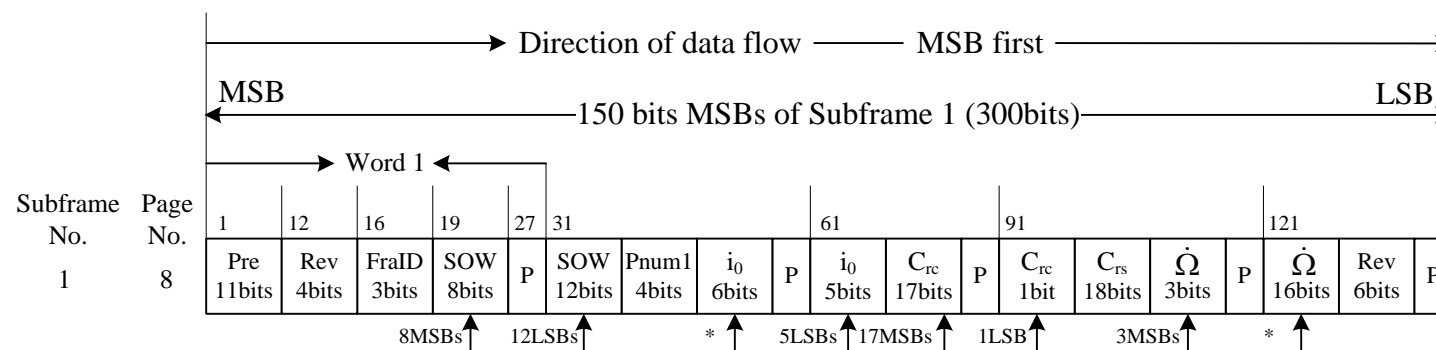 Direction of data flow MSB first
MSB LSB
150 bits MSBs of Subframe 1 (300bits)
Word 1
Subframe No. Page No.
1 12 16 19 27 31 61 91 121
1 8 Pre 11bits Rev 4bits FraID 3bits SOW 8bits P SOW 12bits Pnum1 4bits i₀ 6bits P i₀ 5bits Cᵣc 17bits P Cᵣc 1bit Cᵣₛ 18bits Ω̇ 3bits P Ω̇ 16bits Rev 6bits P
8MSBs 12LSBs * 5LSBs 17MSBs 1LSB 3MSBs *